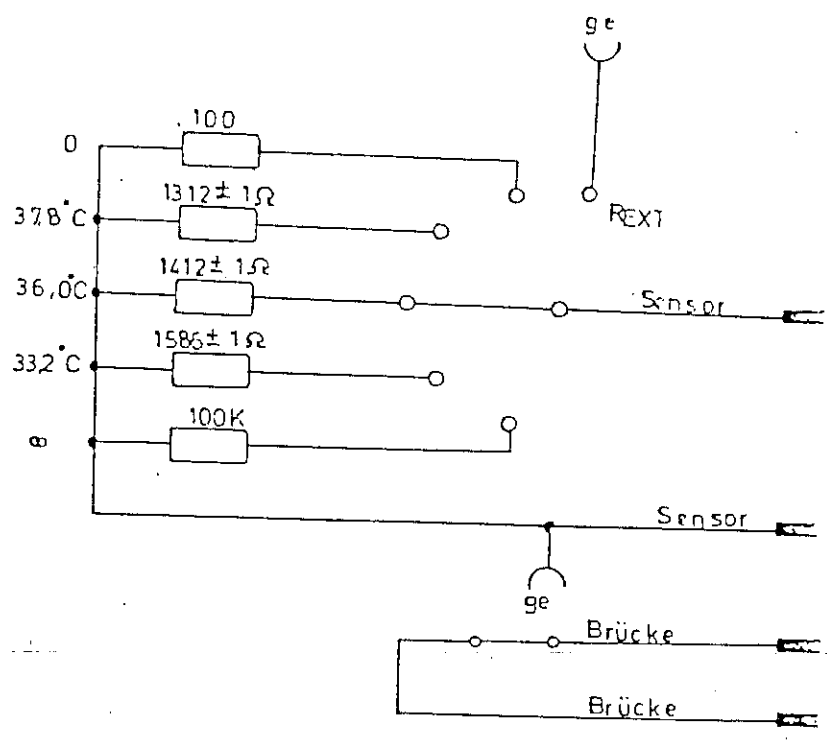 ge
100
0
1312 ± 1Ω
37,8°C
REXT
1412 ± 1Ω
36,0°C
Sensor
1586 ± 1Ω
33,2°C
100K
∞
Sensor
ge
Brücke
Brücke